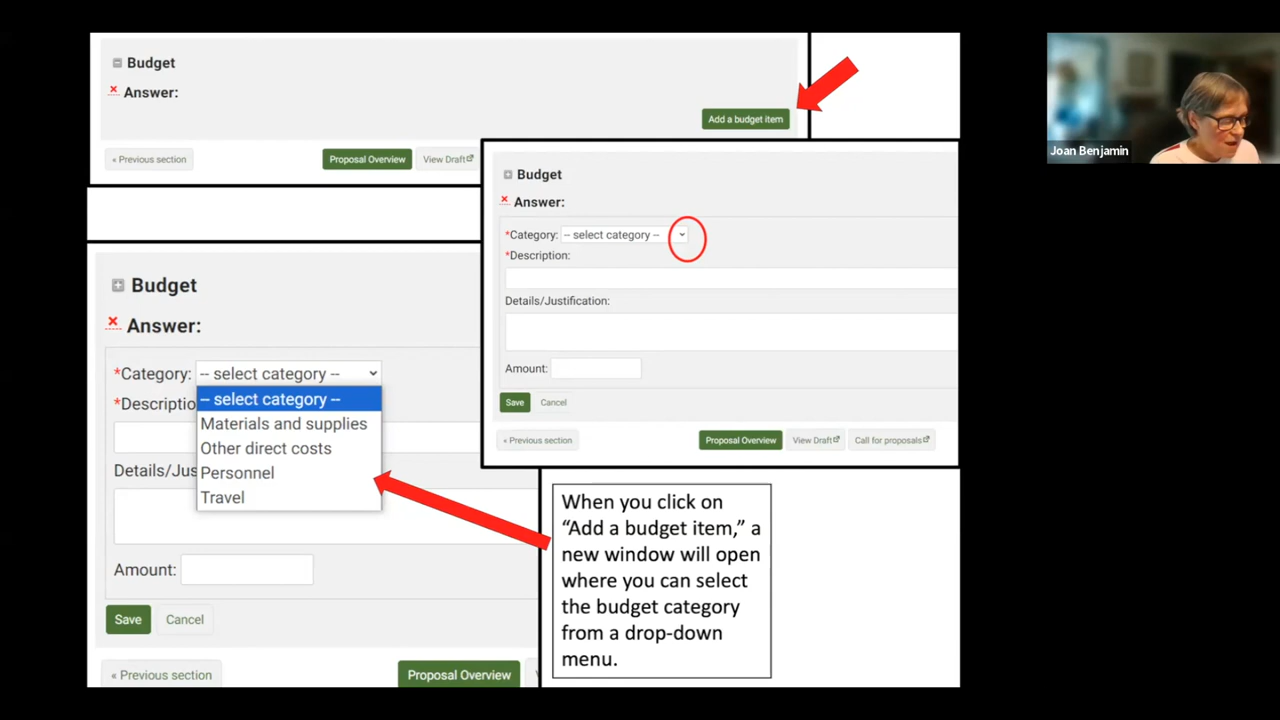 Budget
Answer:
Add a budget item
« Previous section
Proposal Overview
View Draft
Budget
Answer:
*Category: -- select category --
*Description:
Details/Justification:
Amount:
Save
Cancel
« Previous section
Proposal Overview
View Draft
Call for proposals
Budget
Answer:
*Category: -- select category --
-- select category --
*Descriptio
Materials and supplies
Other direct costs
Details/Jus
Personnel
Travel
Amount:
Save
Cancel
« Previous section
Proposal Overview
When you click on
“Add a budget item,” a
new window will open
where you can select
the budget category
from a drop-down
menu.
Joan Benjamin